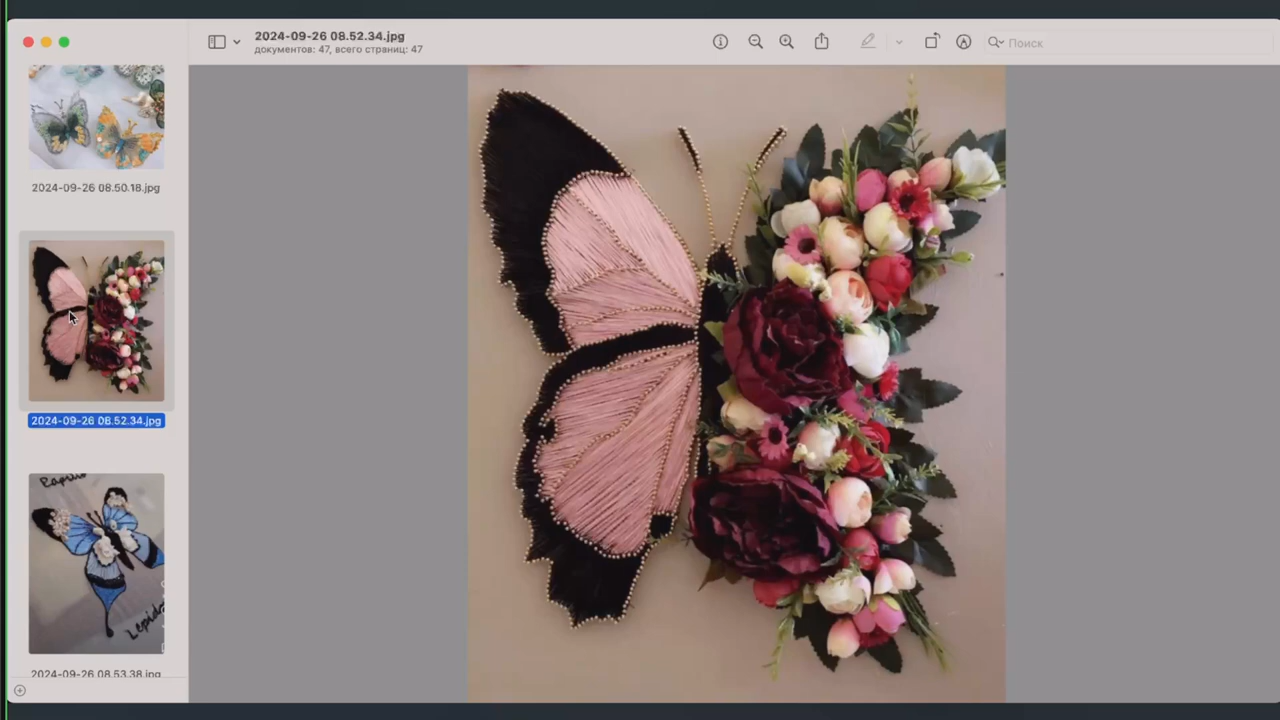 2024-09-26 08.52.34.jpg
документов: 47, всего страниц: 47
Поиск
2024-09-26 08.50.18.jpg
2024-09-26 08.52.34.jpg
2024-09-26 08.53.38.jpg